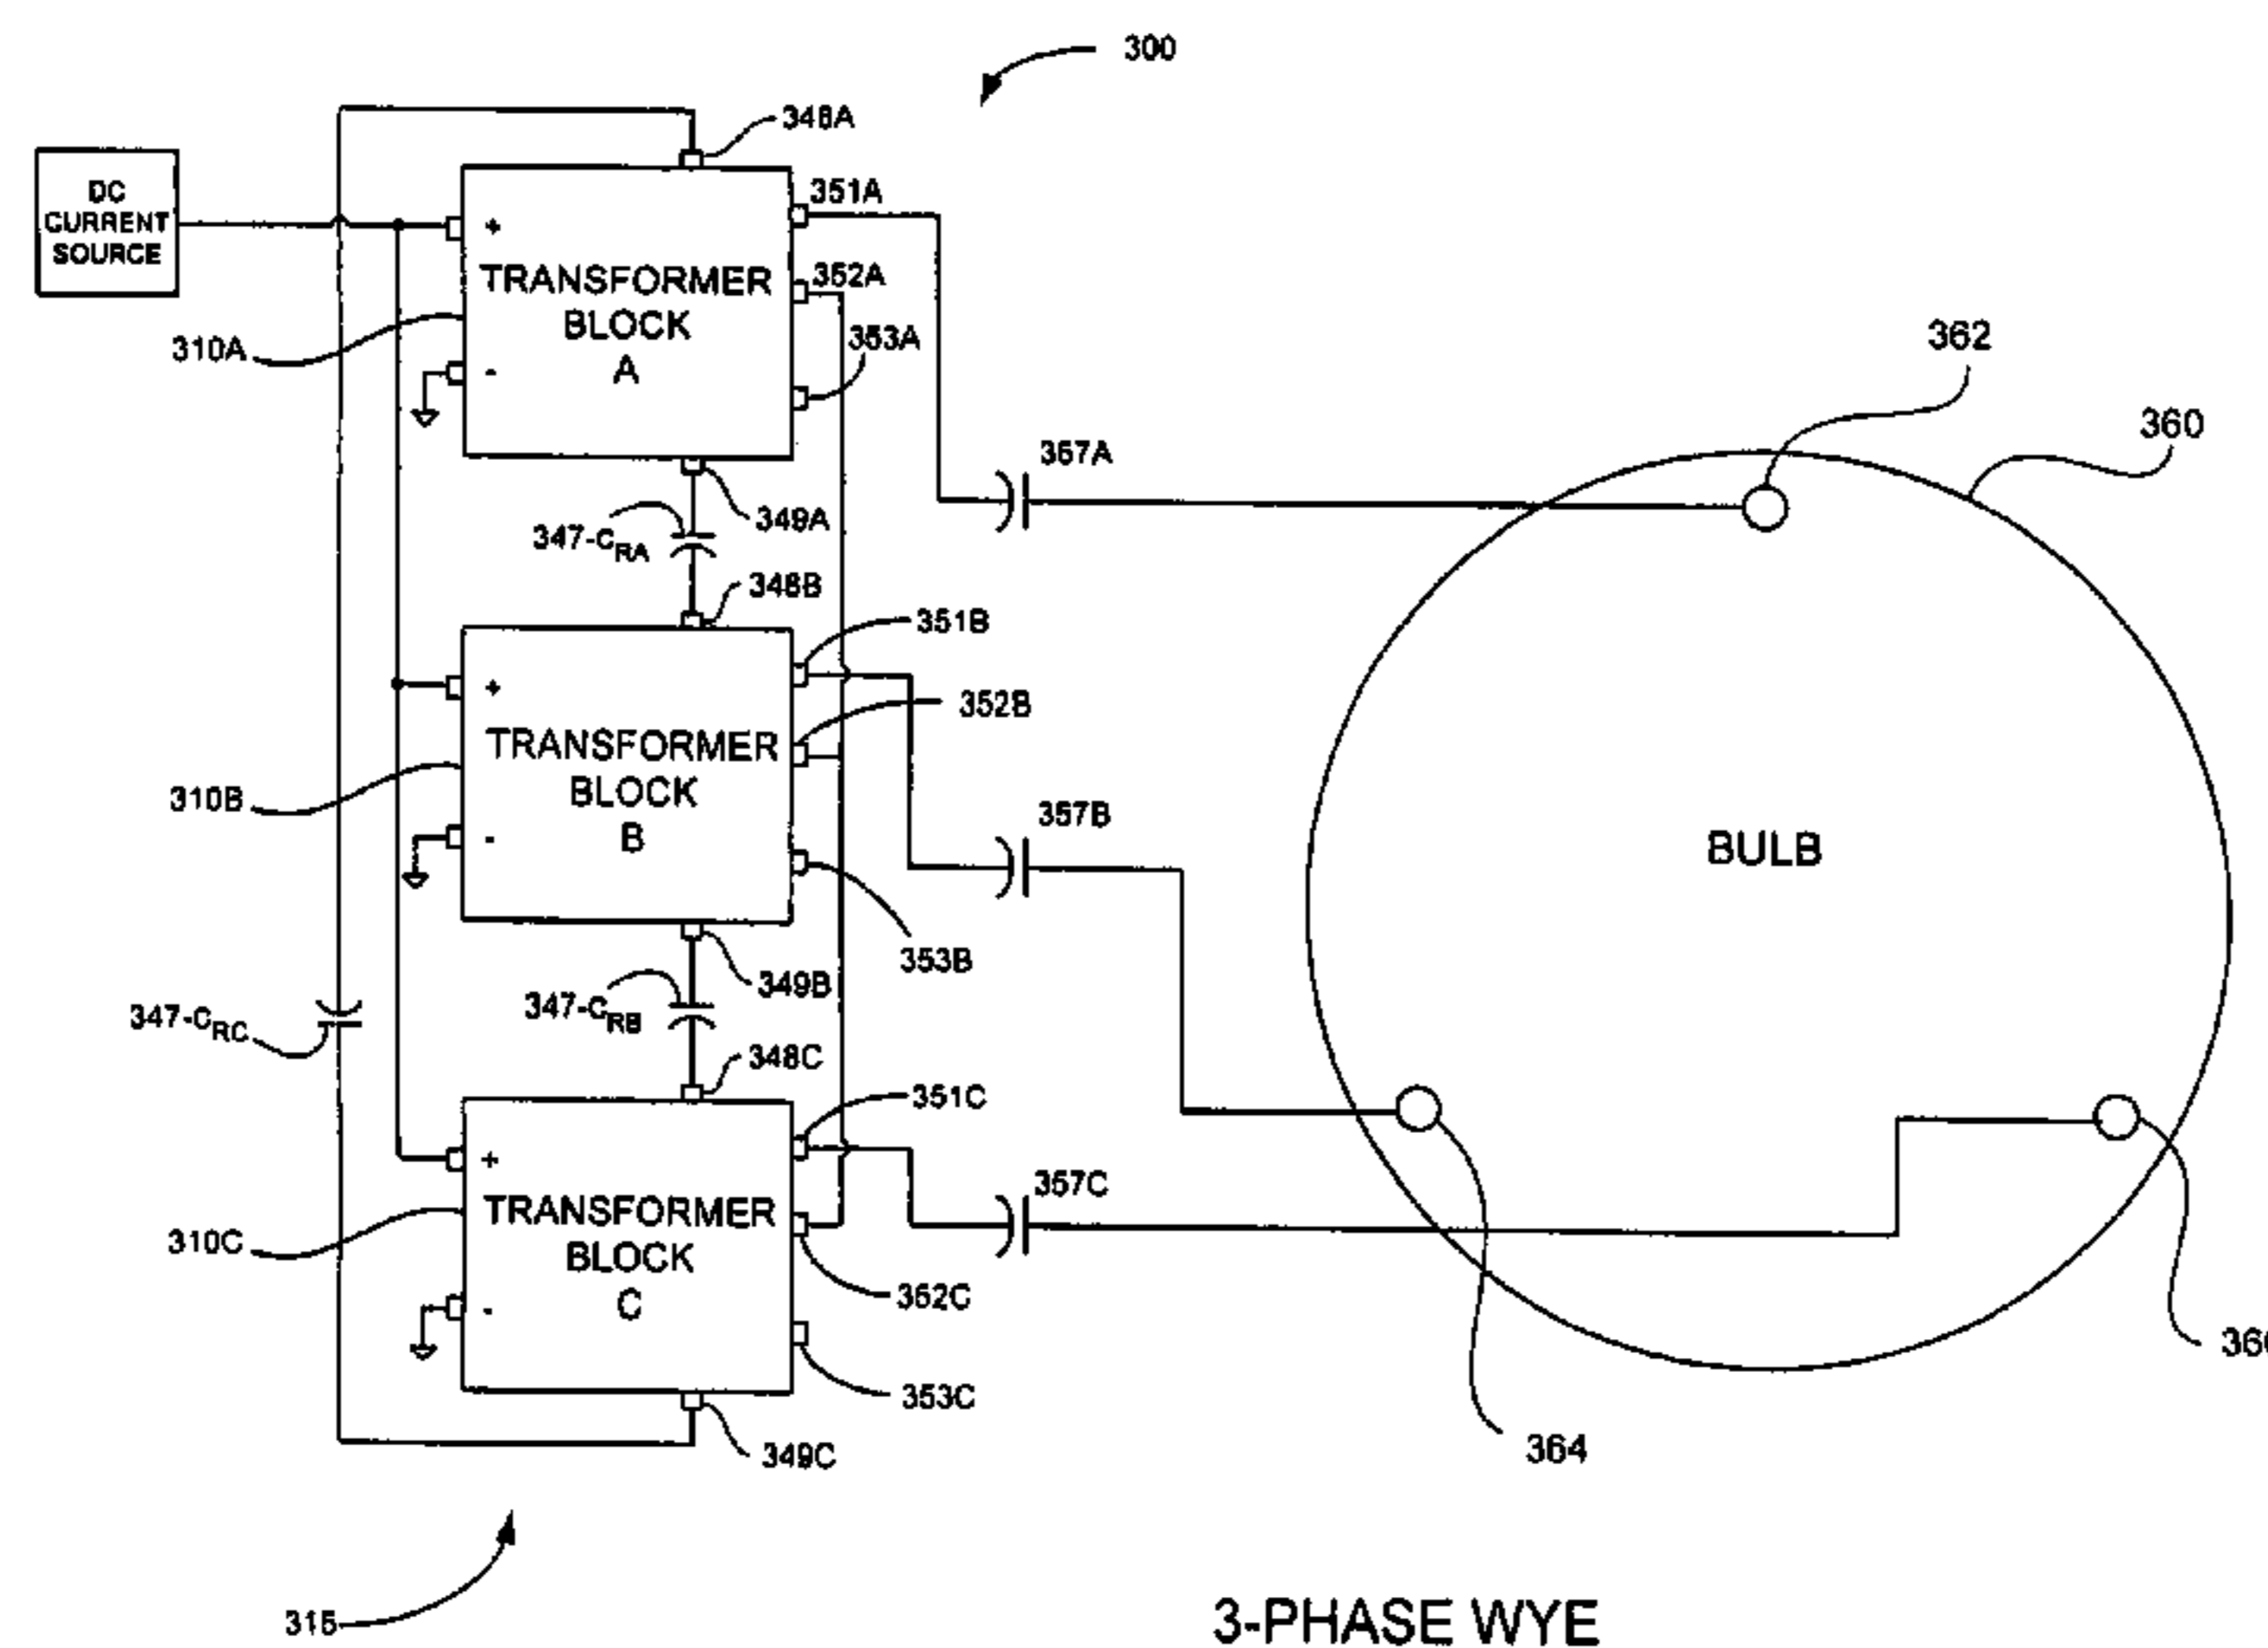 300
348A
DC
CURRENT
SOURCE
351A
+
TRANSFORMER
BLOCK
A
352A
310A
353A
-
362
360
357A
349A
347-CRA
348B
351B
+
352B
TRANSFORMER
BLOCK
B
310B
357B
BULB
-
353B
349B
347-CRB
347-CRC
348C
351C
+
357C
TRANSFORMER
BLOCK
C
310C
352C
-
353C
349C
364
315
3-PHASE WYE